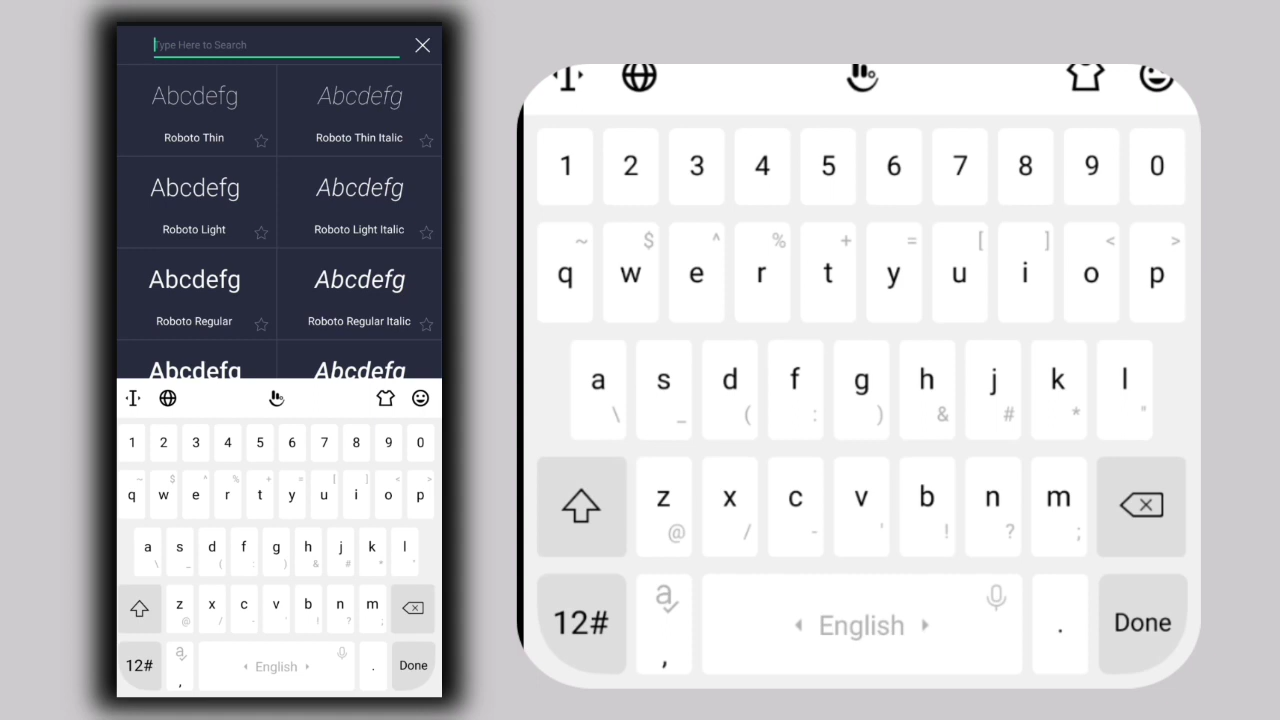 Type Here to Search
Abcdefg Abcdefg
Roboto Thin Roboto Thin Italic
Abcdefg Abcdefg
Roboto Light Roboto Light Italic
Abcdefg Abcdefg
Roboto Regular Roboto Regular Italic
Abcdefg Abcdefg
1 2 3 4 5 6 7 8 9 0
~ $ ^ % + = [ ] < >
q w e r t y u i o p
a s d f g h j k l
\ _ ( : ) & # * "
z x c v b n m
@ / - ' ! ? ;
12# a , English . Done
1 2 3 4 5 6 7 8 9 0
~ $ ^ % + = [ ] < >
q w e r t y u i o p
a s d f g h j k l
\ _ ( : ) & # * "
z x c v b n m
@ / - ' ! ? ;
12# a , English . Done